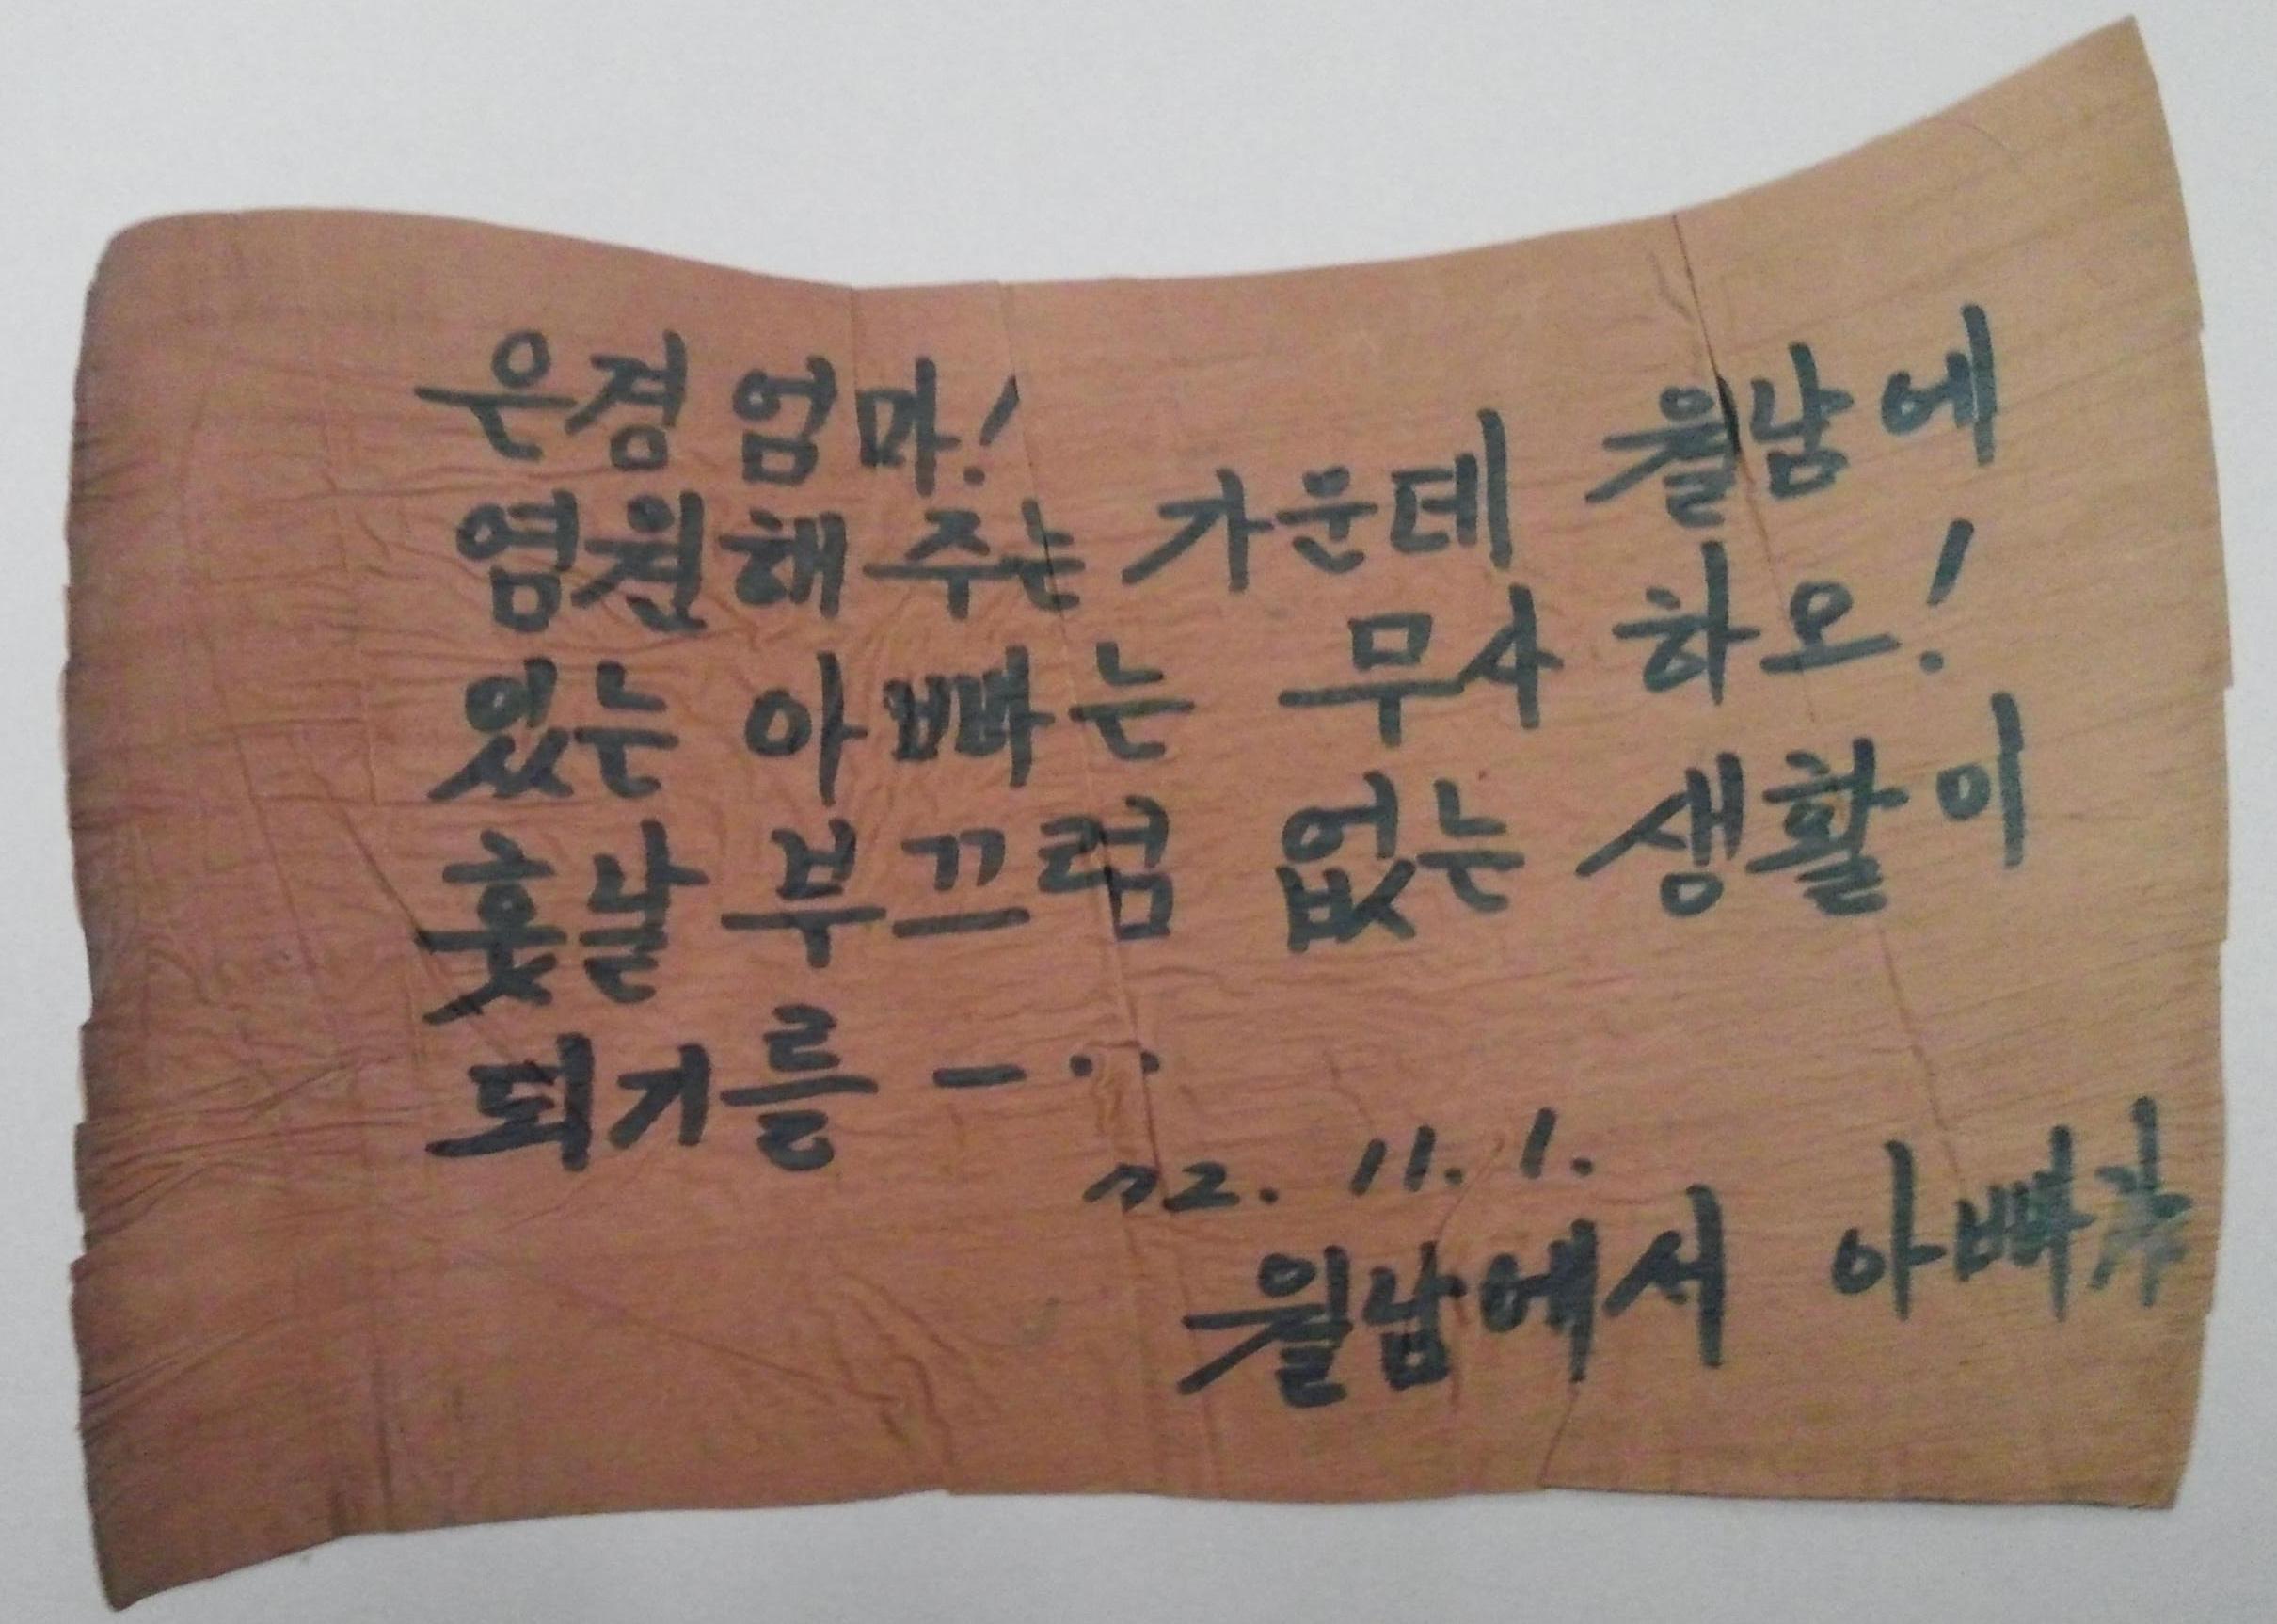 은경 엄마!
염원해 주는 가운데 월남에
있는 아빠는 무사 하오!
훗날 부끄럼 없는 생활이
되기를 - ··
72. 11. 1.
월남에서 아빠